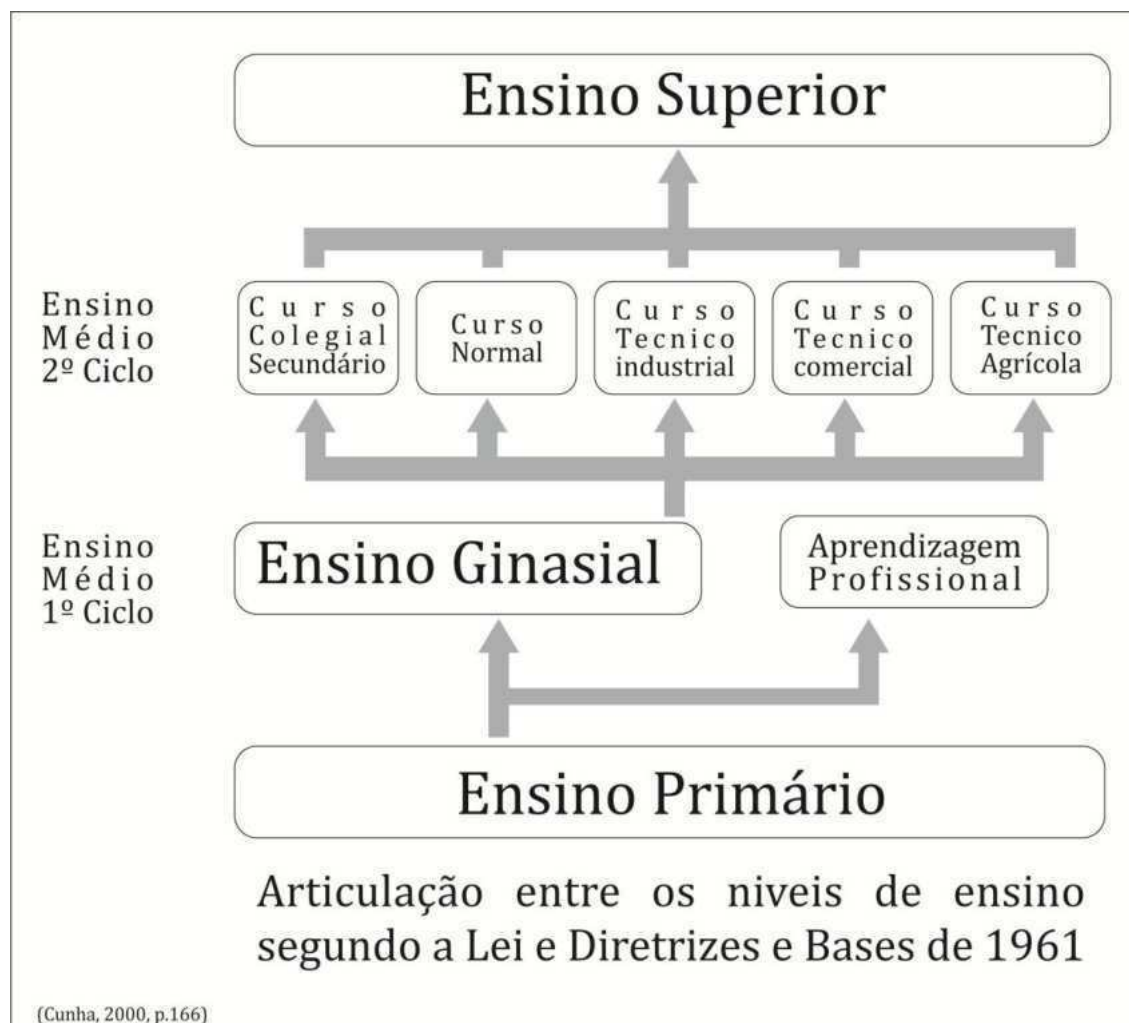 Ensino Superior
Ensino
Médio
2º Ciclo
Curso
Colegial
Secundário
Curso
Normal
Curso
Tecnico
industrial
Curso
Tecnico
comercial
Curso
Tecnico
Agrícola
Ensino
Médio
1º Ciclo
Ensino Ginasial
Aprendizagem
Profissional
Ensino Primário
Articulação entre os niveis de ensino
segundo a Lei e Diretrizes e Bases de 1961
(Cunha, 2000, p.166)